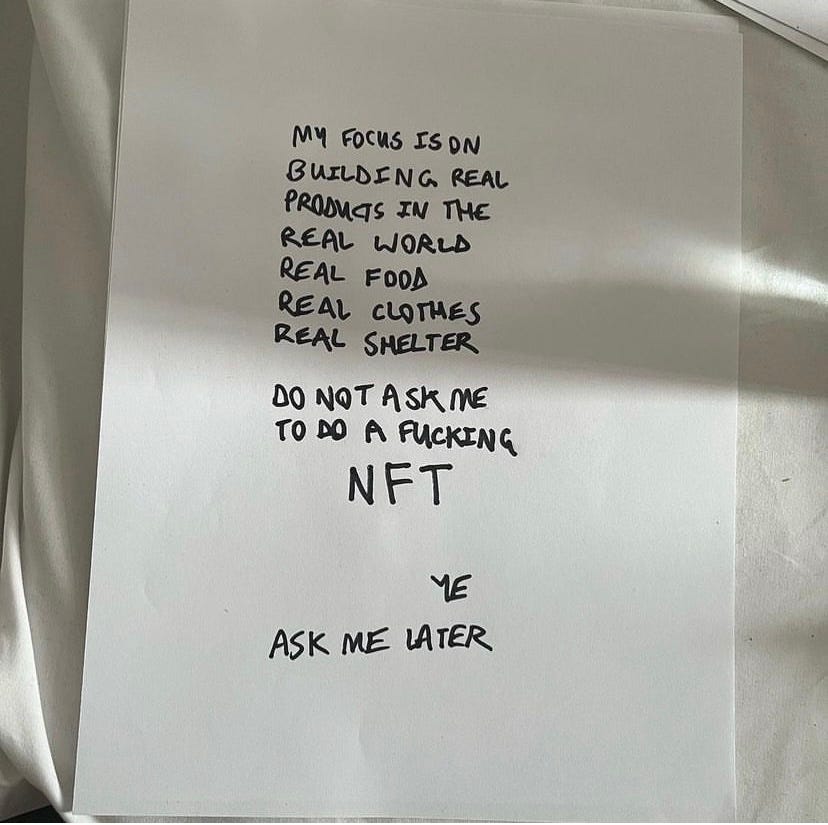 MY FOCUS IS ON
BUILDING REAL
PRODUCTS IN THE
REAL WORLD
REAL FOOD
REAL CLOTHES
REAL SHELTER
DO NOT ASK ME
TO DO A FUCKING
NFT
YE
ASK ME LATER